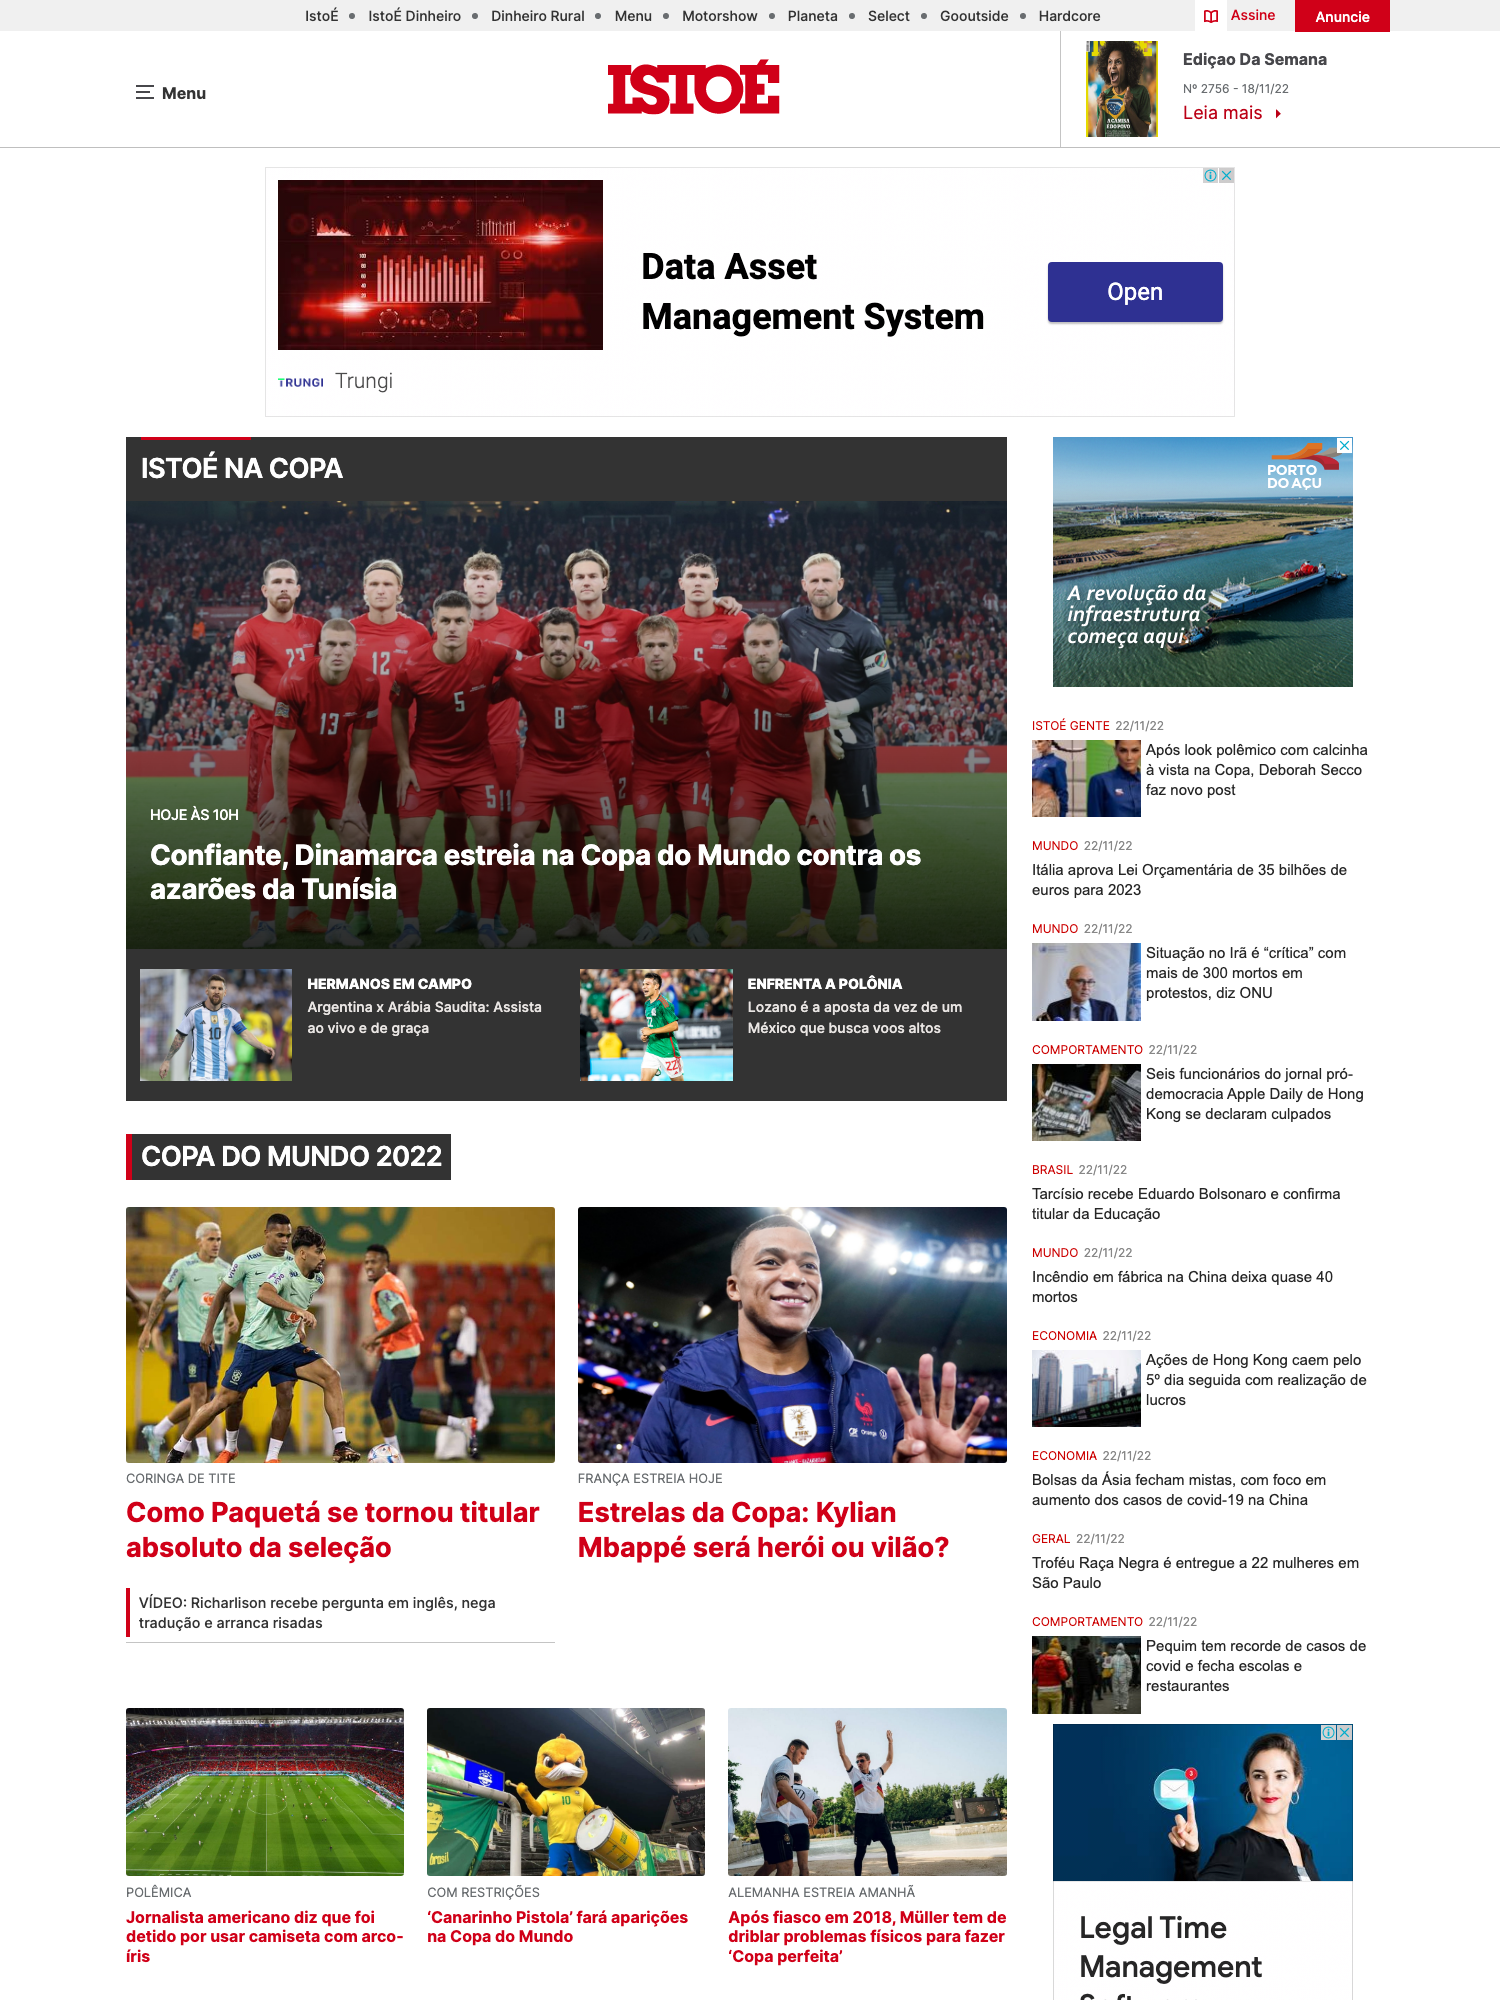 IstoÉ • IstoÉ Dinheiro • Dinheiro Rural • Menu • Motorshow • Planeta • Select • Gooutside • Hardcore
Assine
Anuncie
Menu
ISTOÉ
Ediçao Da Semana
Nº 2756 - 18/11/22
Leia mais
A CAMISA
É DO POVO
Data Asset
Management System
Open
TRUNGI Trungi
ISTOÉ NA COPA
HOJE ÀS 10H
Confiante, Dinamarca estreia na Copa do Mundo contra os
azarões da Tunísia
HERMANOS EM CAMPO
Argentina x Arábia Saudita: Assista
ao vivo e de graça
ENFRENTA A POLÔNIA
Lozano é a aposta da vez de um
México que busca voos altos
COPA DO MUNDO 2022
CORINGA DE TITE
Como Paquetá se tornou titular
absoluto da seleção
VÍDEO: Richarlison recebe pergunta em inglês, nega
tradução e arranca risadas
FRANÇA ESTREIA HOJE
Estrelas da Copa: Kylian
Mbappé será herói ou vilão?
POLÊMICA
Jornalista americano diz que foi
detido por usar camiseta com arco-
íris
COM RESTRIÇÕES
‘Canarinho Pistola’ fará aparições
na Copa do Mundo
ALEMANHA ESTREIA AMANHÃ
Após fiasco em 2018, Müller tem de
driblar problemas físicos para fazer
‘Copa perfeita’
PORTO
DO AÇU
A revolução da
infraestrutura
começa aqui.
ISTOÉ GENTE 22/11/22
Após look polêmico com calcinha
à vista na Copa, Deborah Secco
faz novo post
MUNDO 22/11/22
Itália aprova Lei Orçamentária de 35 bilhões de
euros para 2023
MUNDO 22/11/22
Situação no Irã é “crítica” com
mais de 300 mortos em
protestos, diz ONU
COMPORTAMENTO 22/11/22
Seis funcionários do jornal pró-
democracia Apple Daily de Hong
Kong se declaram culpados
BRASIL 22/11/22
Tarcísio recebe Eduardo Bolsonaro e confirma
titular da Educação
MUNDO 22/11/22
Incêndio em fábrica na China deixa quase 40
mortos
ECONOMIA 22/11/22
Ações de Hong Kong caem pelo
5º dia seguida com realização de
lucros
ECONOMIA 22/11/22
Bolsas da Ásia fecham mistas, com foco em
aumento dos casos de covid-19 na China
GERAL 22/11/22
Troféu Raça Negra é entregue a 22 mulheres em
São Paulo
COMPORTAMENTO 22/11/22
Pequim tem recorde de casos de
covid e fecha escolas e
restaurantes
Legal Time
Management